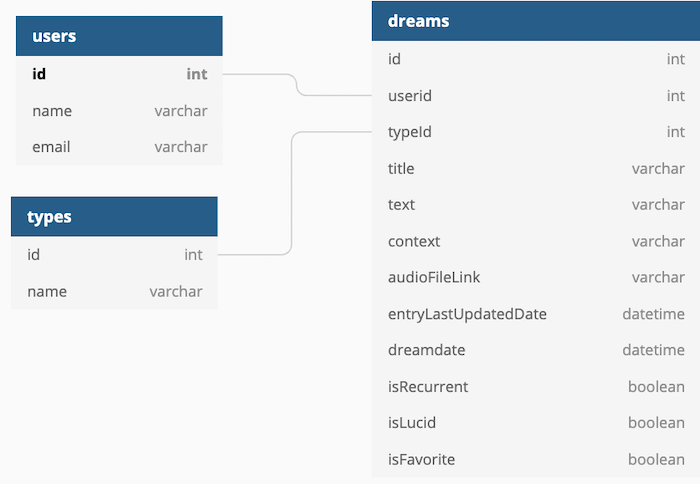 users
id int
name varchar
email varchar
types
id int
name varchar
dreams
id int
userid int
typeId int
title varchar
text varchar
context varchar
audioFileLink varchar
entryLastUpdatedDate datetime
dreamdate datetime
isRecurrent boolean
isLucid boolean
isFavorite boolean